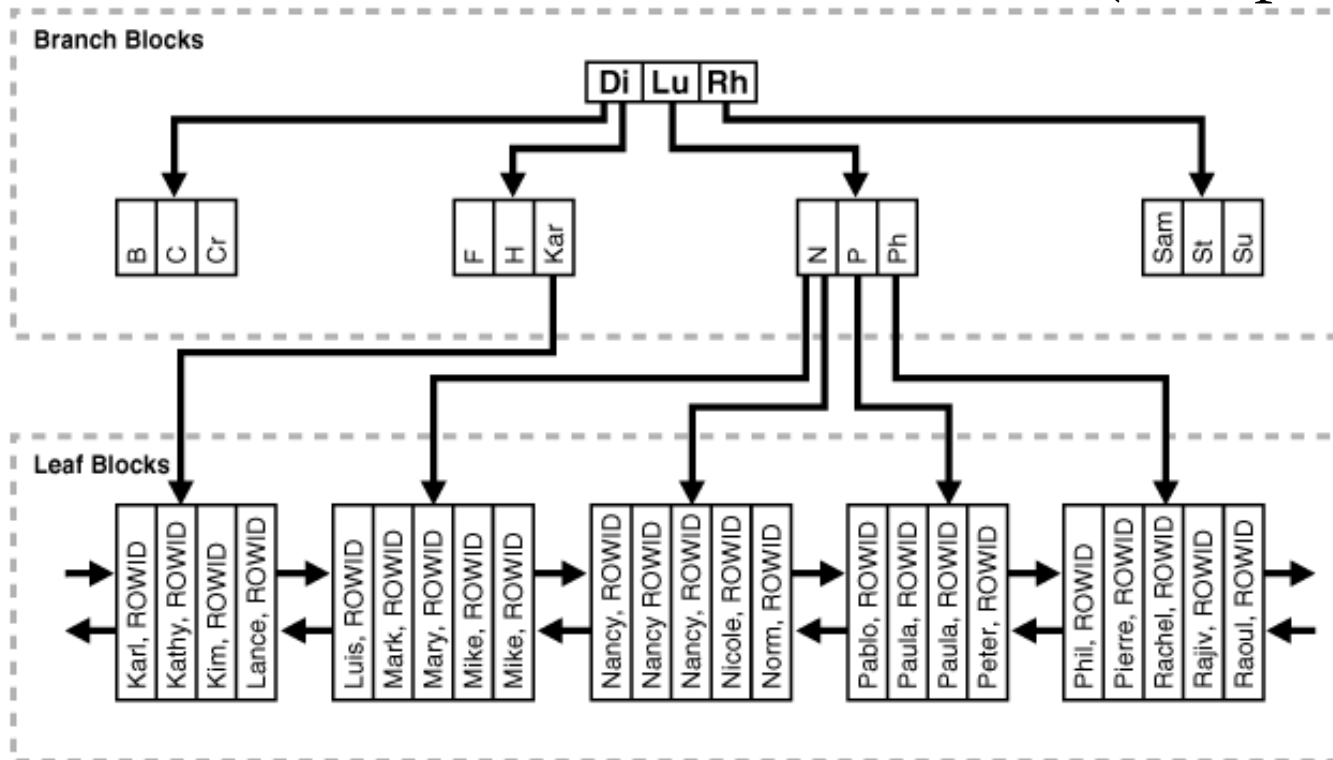 Branch Blocks
Di Lu Rh
B
C
Cr
F
H
Kar
N
P
Ph
Sam
St
Su
Leaf Blocks
Karl, ROWID
Kathy, ROWID
Kim, ROWID
Lance, ROWID
Luis, ROWID
Mark, ROWID
Mary, ROWID
Mike, ROWID
Mike, ROWID
Nancy, ROWID
Nancy ROWID
Nancy, ROWID
Nicole, ROWID
Norm, ROWID
Pablo, ROWID
Paula, ROWID
Paula, ROWID
Peter, ROWID
Phil, ROWID
Pierre, ROWID
Rachel, ROWID
Rajiv, ROWID
Raoul, ROWID